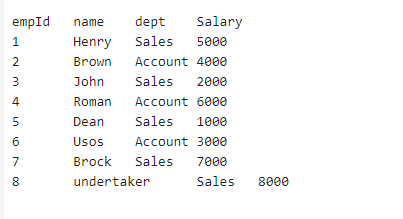 empId name dept Salary
1 Henry Sales 5000
2 Brown Account 4000
3 John Sales 2000
4 Roman Account 6000
5 Dean Sales 1000
6 Usos Account 3000
7 Brock Sales 7000
8 undertaker Sales 8000